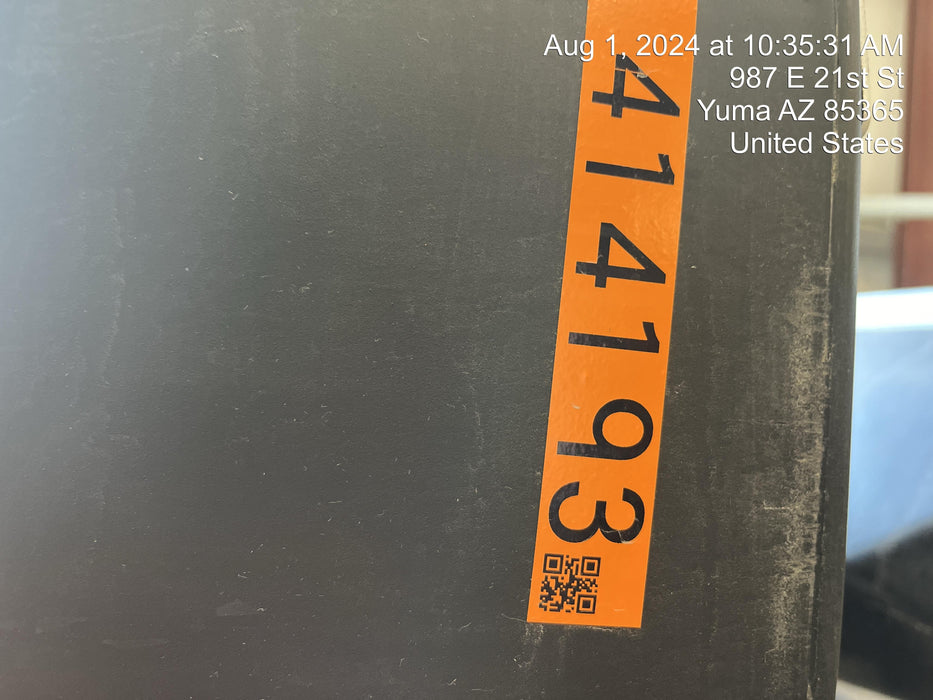 Aug 1, 2024 at 10:35:31 AM
987 E 21st St
Yuma AZ 85365
United States
414193